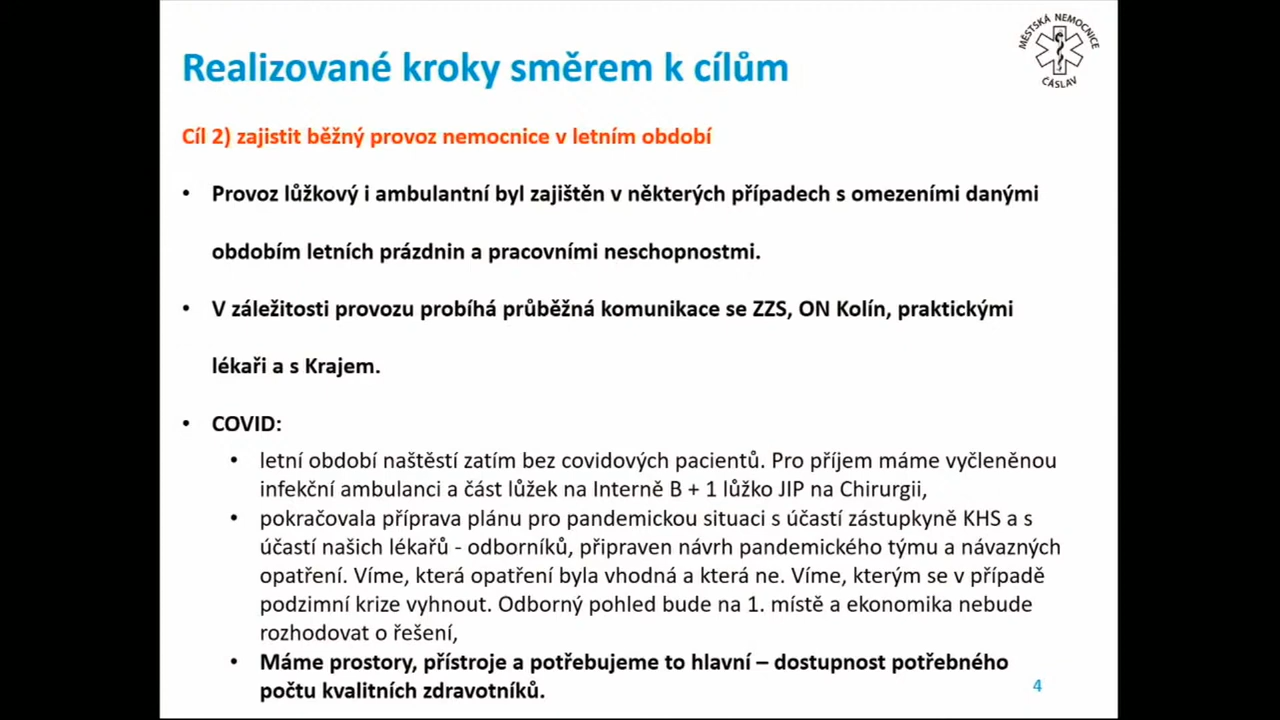 Realizované kroky směrem k cílům
MĚSTSKÁ NEMOCNICE
ČÁSLAV
Cíl 2) zajistit běžný provoz nemocnice v letním období
• Provoz lůžkový i ambulantní byl zajištěn v některých případech s omezeními danými
obdobím letních prázdnin a pracovními neschopnostmi.
• V záležitosti provozu probíhá průběžná komunikace se ZZS, ON Kolín, praktickými
lékaři a s Krajem.
• COVID:
• letní období naštěstí zatím bez covidových pacientů. Pro příjem máme vyčleněnou
infekční ambulanci a část lůžek na Interně B + 1 lůžko JIP na Chirurgii,
• pokračovala příprava plánu pro pandemickou situaci s účastí zástupkyně KHS a s
účastí našich lékařů - odborníků, připraven návrh pandemického týmu a návazných
opatření. Víme, která opatření byla vhodná a která ne. Víme, kterým se v případě
podzimní krize vyhnout. Odborný pohled bude na 1. místě a ekonomika nebude
rozhodovat o řešení,
• Máme prostory, přístroje a potřebujeme to hlavní – dostupnost potřebného
počtu kvalitních zdravotníků.
4